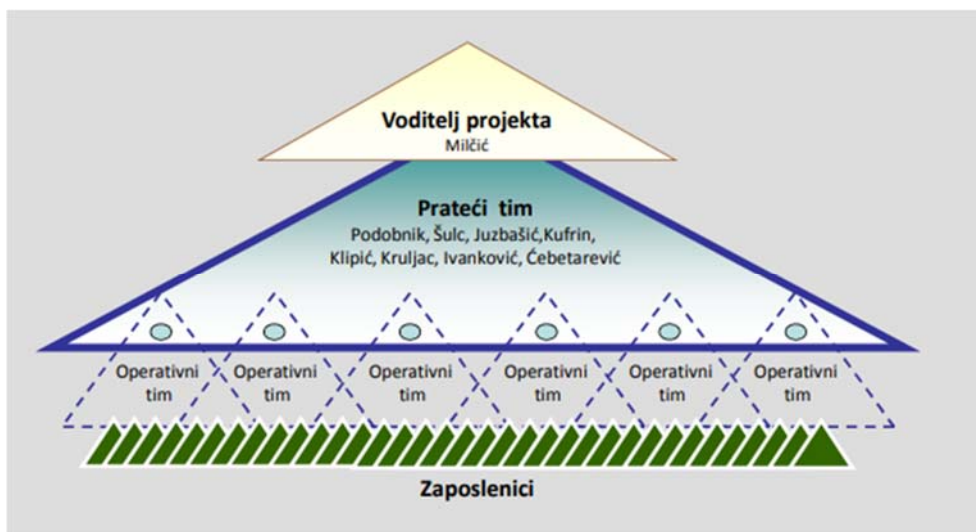 Voditelj projekta
Milčić
Prateći tim
Podobnik, Šulc, Juzbašić,Kufrin,
Klipić, Kruljac, Ivanković, Ćebetarević
Operativni tim
Operativni tim
Operativni tim
Operativni tim
Operativni tim
Operativni tim
Zaposlenici